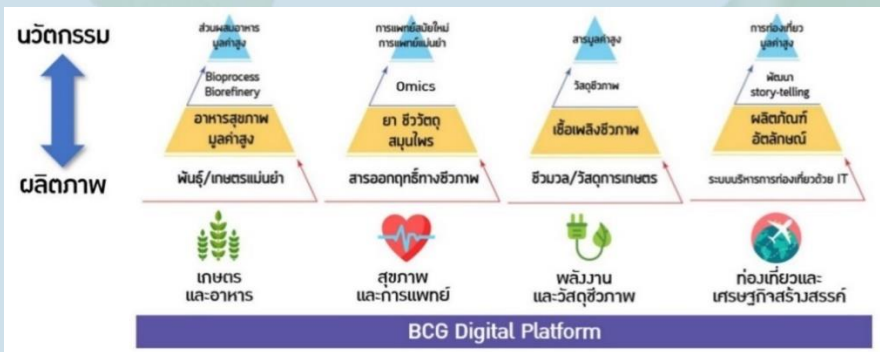 นวัตกรรม
ผลิตภาพ
ส่วนผสมอาหาร
มูลค่าสูง
Bioprocess
Biorefinery
อาหารสุขภาพ
มูลค่าสูง
พันธุ์/เกษตรแม่นยำ
เกษตร
และอาหาร
การแพทย์สมัยใหม่
การแพทย์แม่นยำ
Omics
ยา ชีววัตถุ
สมุนไพร
สารออกฤทธิ์ทางชีวภาพ
สุขภาพ
และการแพทย์
สารมูลค่าสูง
วัสดุชีวภาพ
เชื้อเพลิงชีวภาพ
ชีวมวล/วัสดุการเกษตร
พลังงาน
และวัสดุชีวภาพ
การท่องเที่ยว
มูลค่าสูง
พัฒนา
story-telling
ผลิตภัณฑ์
อัตลักษณ์
ระบบบริหารการท่องเที่ยวด้วย IT
ท่องเที่ยวและ
เศรษฐกิจสร้างสรรค์
BCG Digital Platform